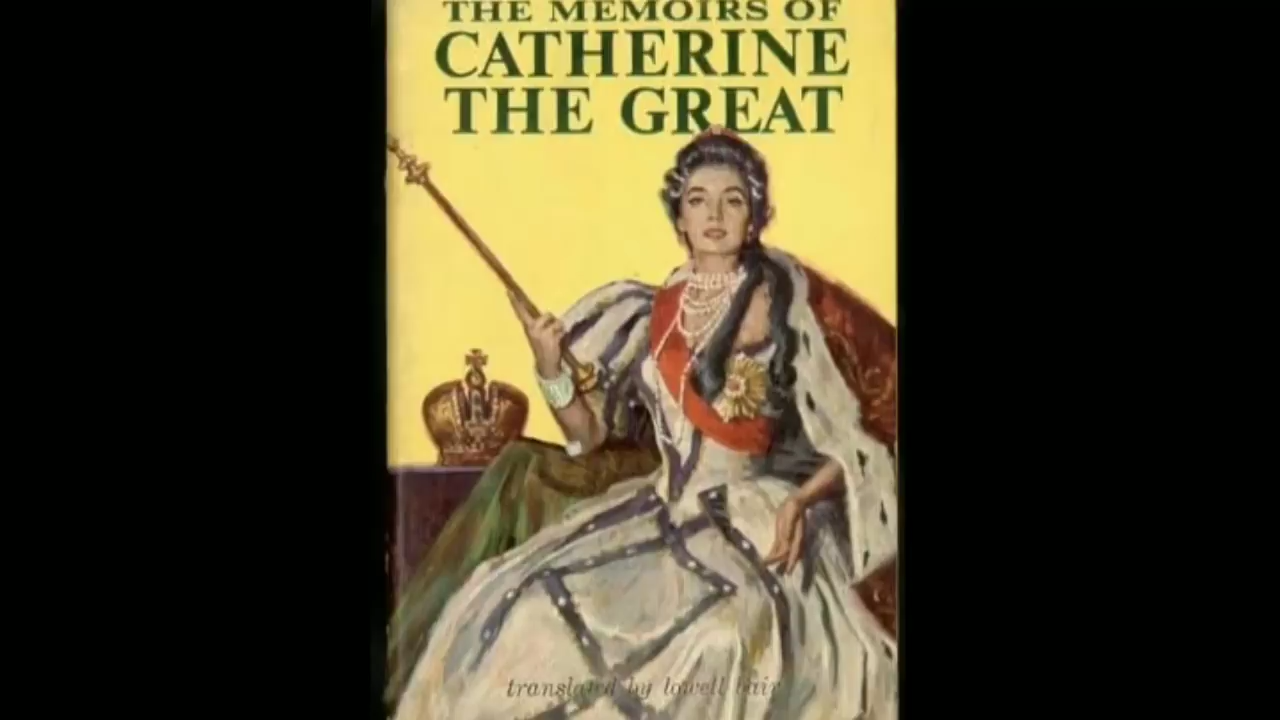 THE MEMOIRS OF
CATHERINE
THE GREAT
translated by lowell bair